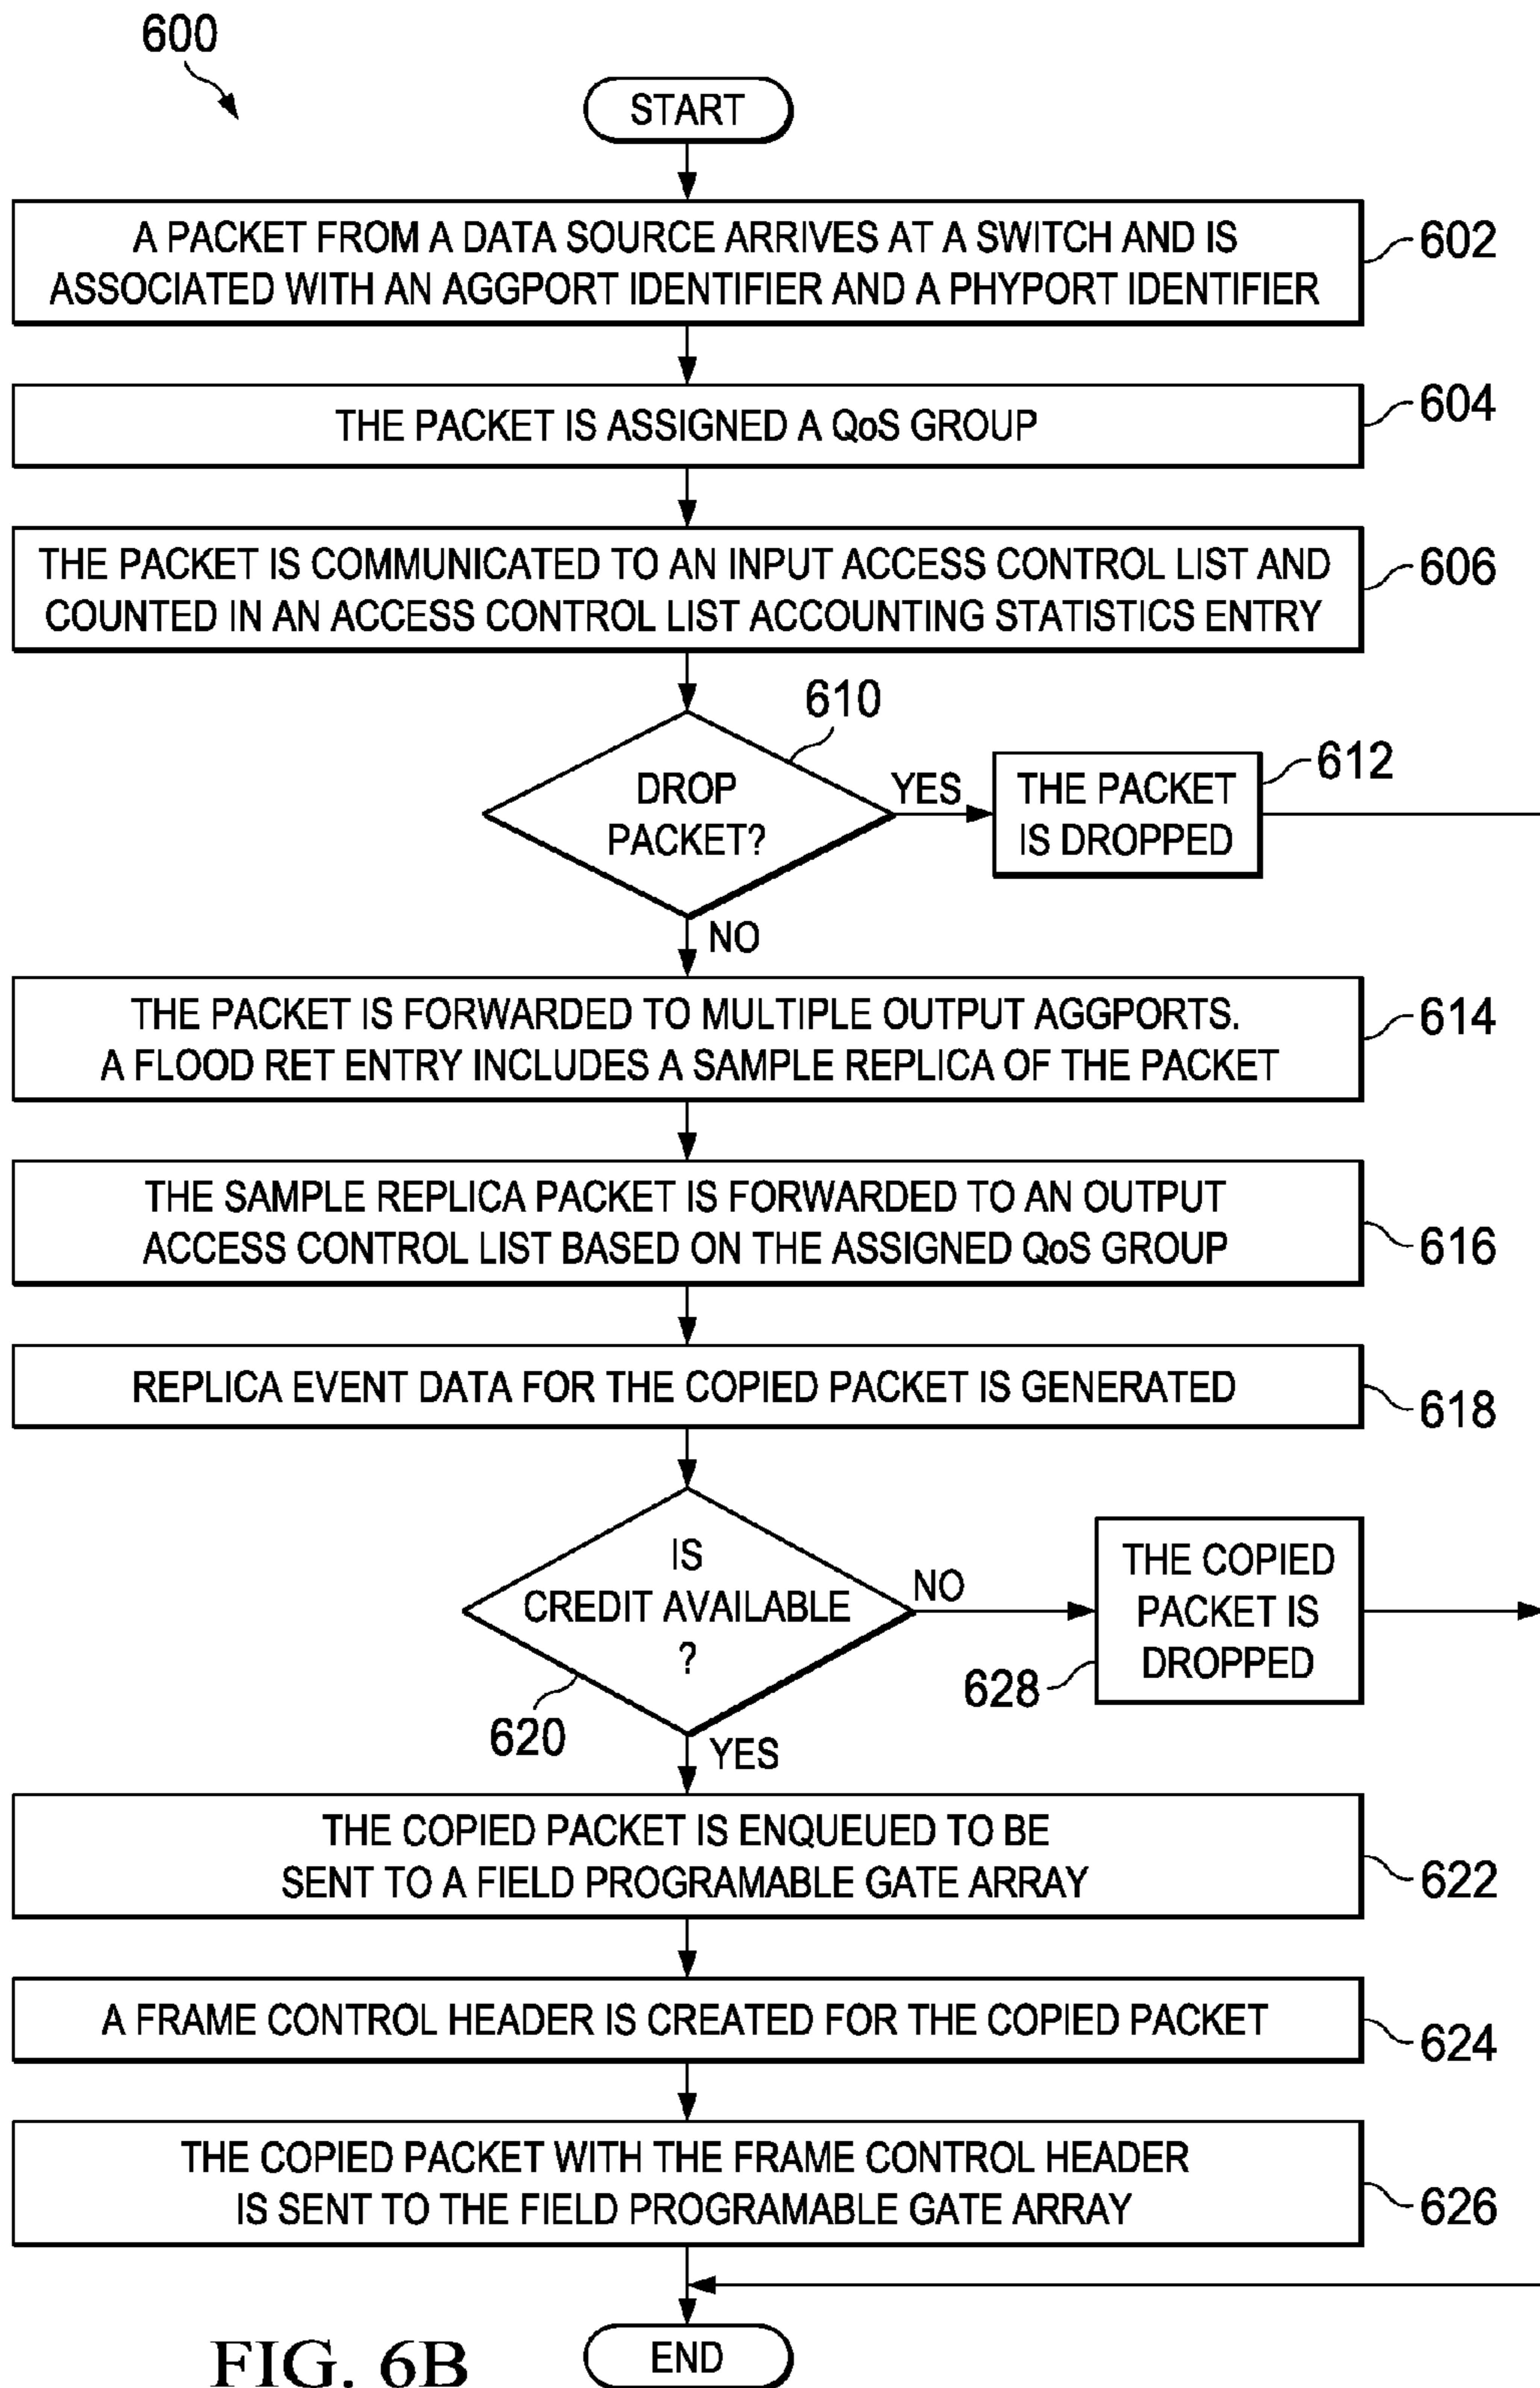 600
START
A PACKET FROM A DATA SOURCE ARRIVES AT A SWITCH AND IS
ASSOCIATED WITH AN AGGPORT IDENTIFIER AND A PHYPORT IDENTIFIER
602
THE PACKET IS ASSIGNED A QoS GROUP
604
THE PACKET IS COMMUNICATED TO AN INPUT ACCESS CONTROL LIST AND
COUNTED IN AN ACCESS CONTROL LIST ACCOUNTING STATISTICS ENTRY
606
610
DROP
PACKET?
YES
THE PACKET
IS DROPPED
612
NO
THE PACKET IS FORWARDED TO MULTIPLE OUTPUT AGGPORTS.
A FLOOD RET ENTRY INCLUDES A SAMPLE REPLICA OF THE PACKET
614
THE SAMPLE REPLICA PACKET IS FORWARDED TO AN OUTPUT
ACCESS CONTROL LIST BASED ON THE ASSIGNED QoS GROUP
616
REPLICA EVENT DATA FOR THE COPIED PACKET IS GENERATED
618
IS
CREDIT AVAILABLE
?
620
NO
THE COPIED
PACKET IS
DROPPED
628
YES
THE COPIED PACKET IS ENQUEUED TO BE
SENT TO A FIELD PROGRAMABLE GATE ARRAY
622
A FRAME CONTROL HEADER IS CREATED FOR THE COPIED PACKET
624
THE COPIED PACKET WITH THE FRAME CONTROL HEADER
IS SENT TO THE FIELD PROGRAMABLE GATE ARRAY
626
END
FIG. 6B